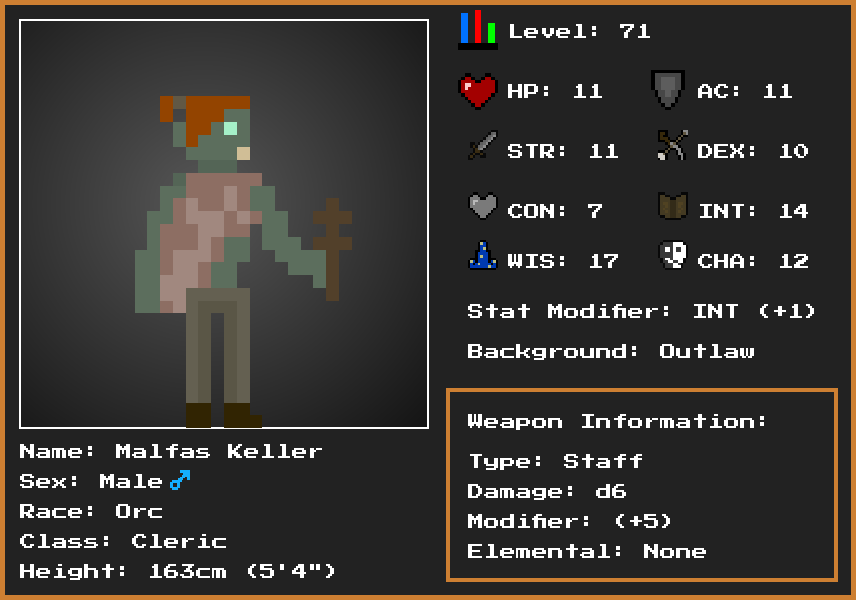 Level: 71
HP: 11 AC: 11
STR: 11 DEX: 10
CON: 7 INT: 14
WIS: 17 CHA: 12
Stat Modifier: INT (+1)
Background: Outlaw
Weapon Information:
Type: Staff
Damage: d6
Modifier: (+5)
Elemental: None
Name: Malfas Keller
Sex: Male ♂
Race: Orc
Class: Cleric
Height: 163cm (5'4")